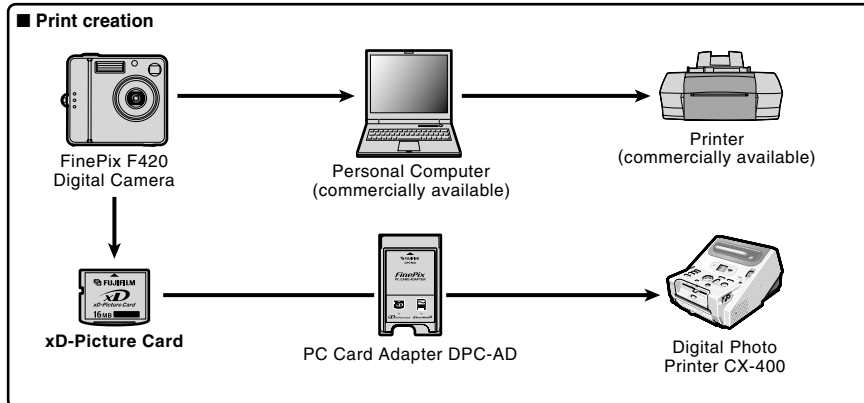 ■ Print creation
FinePix F420
Digital Camera
Personal Computer
(commercially available)
Printer
(commercially available)
FUJIFILM
xD
xD-Picture Card
16MB
xD-Picture Card
FUJIFILM
FinePix
PC CARD ADAPTER
PC Card Adapter DPC-AD
Digital Photo
Printer CX-400